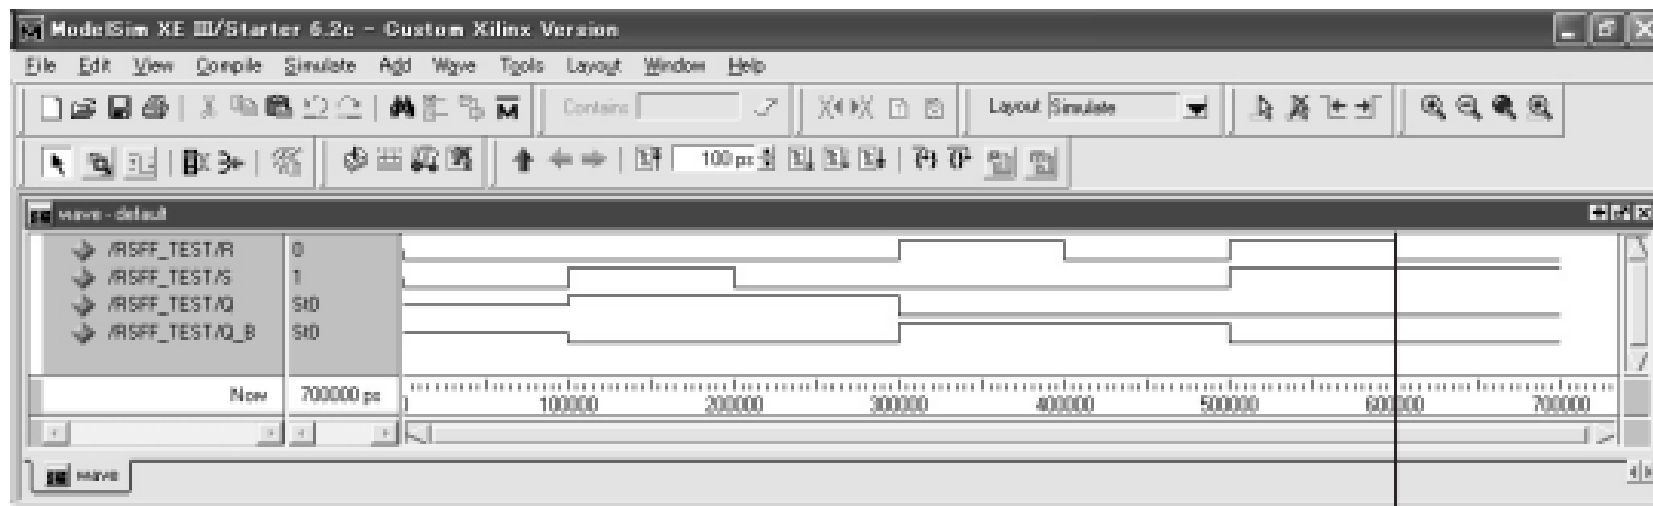 ModelSim XE III/Starter 6.2c - Custom Xilinx Version
File Edit View Compile Simulate Add Wave Tools Layout Window Help
Contains
Layout Simulate
100 ps
wave - default
/RSFF_TEST/R 0
/RSFF_TEST/S 1
/RSFF_TEST/Q St0
/RSFF_TEST/Q_B St0
Now 700000 ps
100000 200000 300000 400000 500000 600000 700000
wave